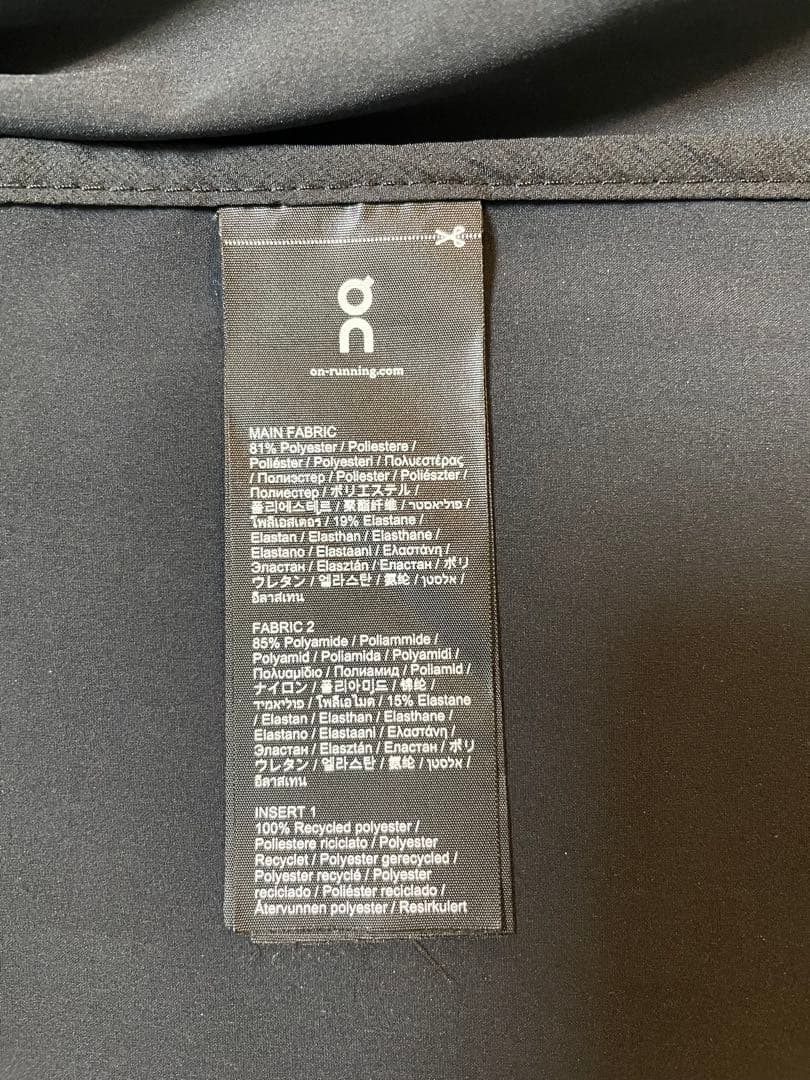 on
on-running.com
MAIN FABRIC
81% Polyester / Poliestere /
Poliéster / Polyesteri / Πολυεστέρας
/ Полиэстер / Poliester / Poliészter /
Полиестер / ポリエステル /
폴리에스터르 / 聚酯纤维 / פוליאסטר /
โพลีเอสเตอร์ / 19% Elastane /
Elastan / Elasthan / Elasthane /
Elastano / Elastaani / Ελαστάνη /
Эластан / Elasztán / Еластан / ポリ
ウレタン / 엘라스탄 / 氨纶 / אלסטן /
อีลาสเทน
FABRIC 2
85% Polyamide / Poliammide /
Polyamid / Poliamida / Polyamidi /
Πολυαμίδιο / Полиамид / Poliamid /
ナイロン / 폴리아미드 / 锦纶 /
פוליאמיד / โพลีเอไมด / 15% Elastane
/ Elastan / Elasthan / Elasthane /
Elastano / Elastaani / Ελαστάνη /
Эластан / Elasztán / Еластан / ポリ
ウレタン / 엘라스탄 / 氨纶 / אלסטן /
อีลาสเทน
INSERT 1
100% Recycled polyester /
Poliestere riciclato / Polyester
Recyclet / Polyester gerecycled /
Polyester recyclé / Polyester
reciclado / Poliéster reciclado /
Återvunnen polyester / Resirkulert